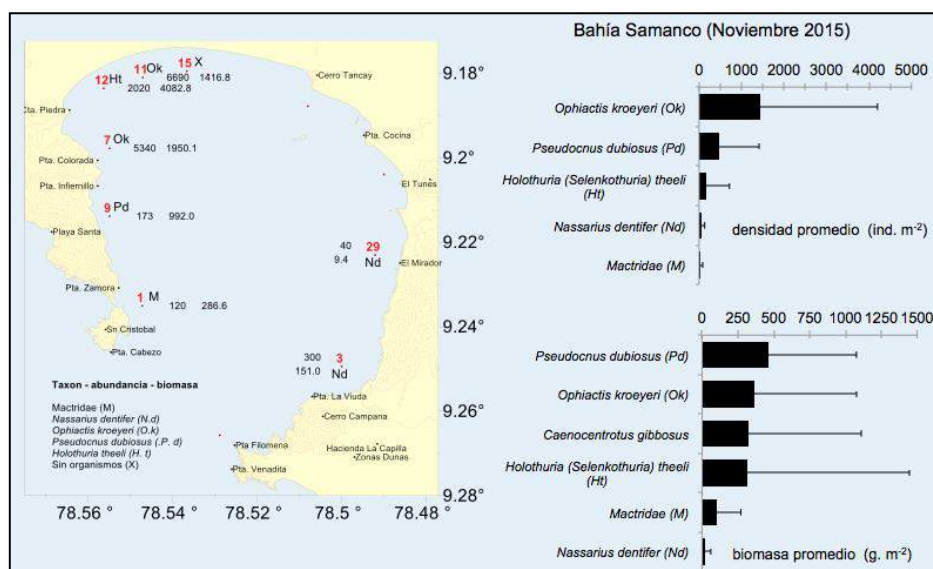 Bahía Samanco (Noviembre 2015)
15 X
11 Ok 6690 1416.8
12 Ht 2020 4082.8
Cerro Tancay
Cta. Piedra
7 Ok
5340 1950.1
Pta. Cocina
Pta. Colorada
Pta. Infiernillo
El Tunes
9 Pd
173 992.0
Playa Santa
40 29
9.4 Nd
El Mirador
Pta. Zamora
1 M
120 286.6
Sn Cristobal
Pta. Cabezo
300 3
151.0 Nd
Pta. La Viuda
Cerro Campana
Pta Filomena
Hacienda La Capilla
Zonas Dunas
Pta. Venadita
Taxon - abundancia - biomasa
Mactridae (M)
Nassarius dentifer (N.d)
Ophiactis kroeyeri (O.k)
Pseudocnus dubiosus (.P. d)
Holothuria theeli (H. t)
Sin organismos (X)
9.18°
9.2°
9.22°
9.24°
9.26°
9.28°
78.56° 78.54° 78.52° 78.5° 78.48°
0 1000 2000 3000 4000 5000
Ophiactis kroeyeri (Ok)
Pseudocnus dubiosus (Pd)
Holothuria (Selenkothuria) theeli
(Ht)
Nassarius dentifer (Nd)
densidad promedio (ind. m-2)
Mactridae (M)
0 250 500 750 1000 1250 1500
Pseudocnus dubiosus (Pd)
Ophiactis kroeyeri (Ok)
Caenocentrotus gibbosus
Holothuria (Selenkothuria) theeli
(Ht)
Mactridae (M)
Nassarius dentifer (Nd)
biomasa promedio (g. m-2)